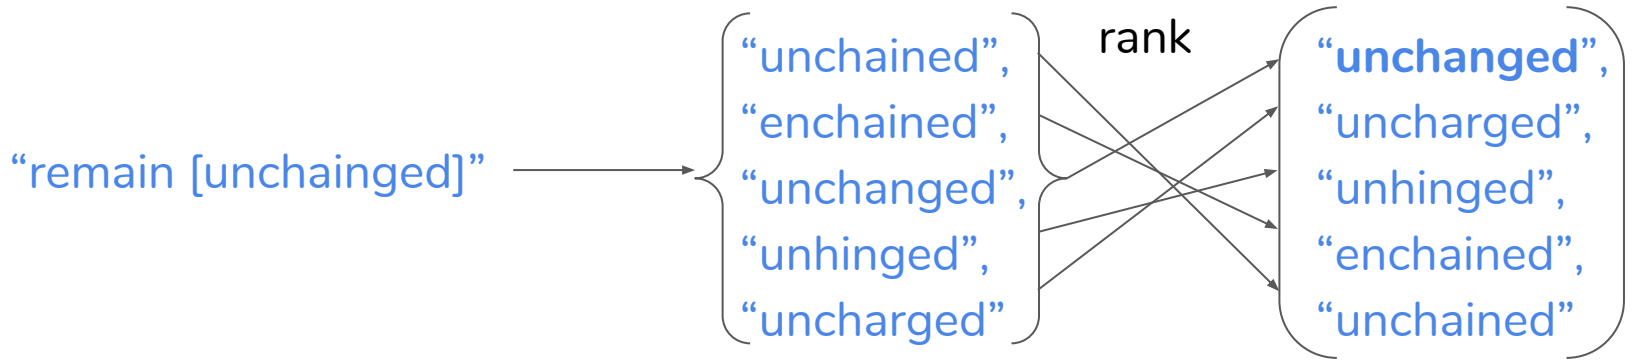 “remain [unchainged]”
“unchained”,
“enchained”,
“unchanged”,
“unhinged”,
“uncharged”
rank
“unchanged”,
“uncharged”,
“unhinged”,
“enchained”,
“unchained”